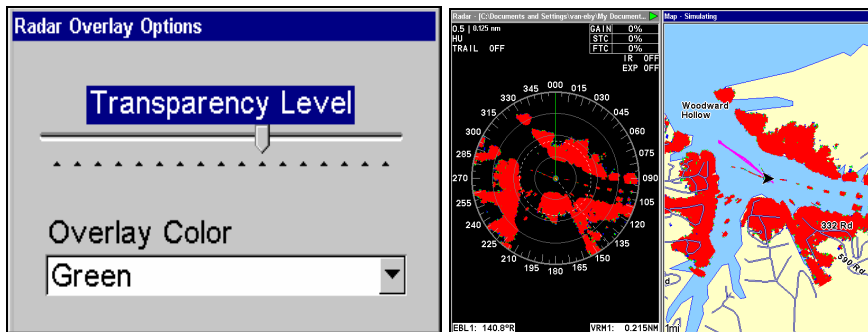 Radar Overlay Options
Transparency Level
Overlay Color
Green
Radar - [C:\Documents and Settings\van-eby\My Document...
0.5 | 0.125 nm
HU
TRAIL OFF
GAIN 0%
STC 0%
FTC 0%
IR OFF
EXP OFF
000
015
030
045
060
075
090
105
120
135
150
165
180
195
210
225
240
255
270
285
300
315
330
345
EBL1: 140.8°R
VRM1: 0.215NM
Map - Simulating
Woodward
Hollow
332 Rd
590 Rd
d
1mi